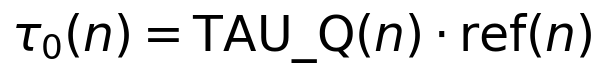 τ₀(n) = TAU_Q(n) · ref(n)